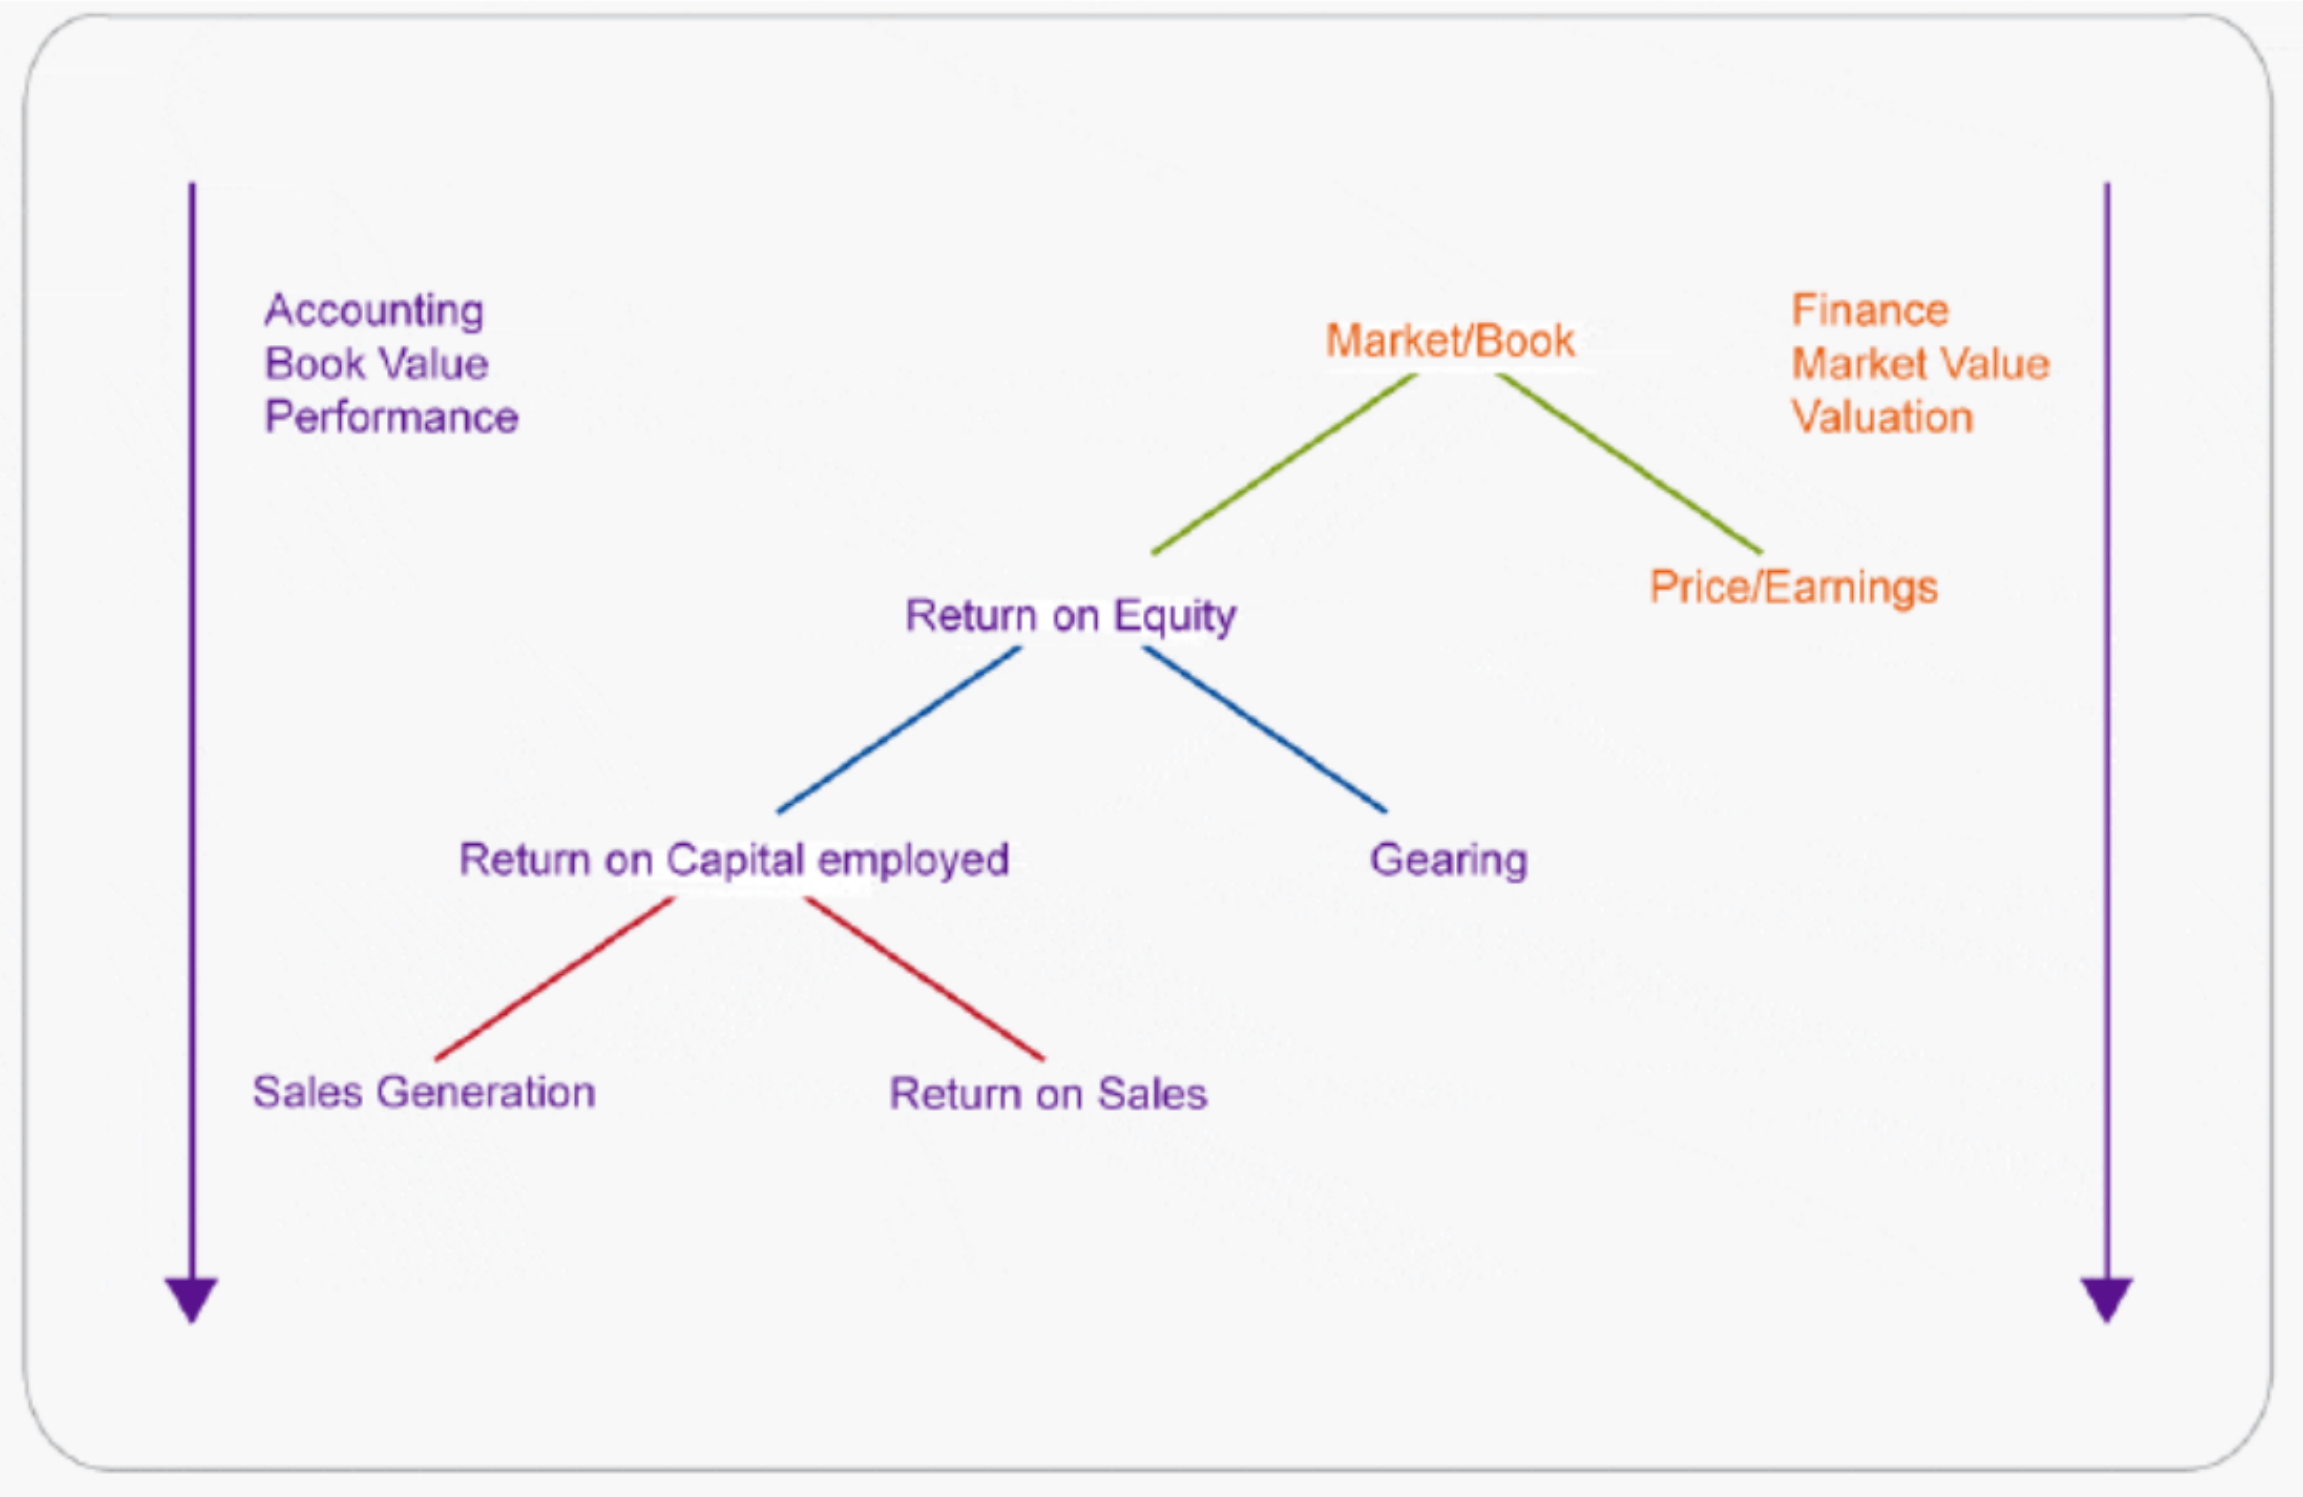 Accounting
Book Value
Performance
Market/Book
Finance
Market Value
Valuation
Return on Equity
Price/Earnings
Return on Capital employed
Gearing
Sales Generation
Return on Sales